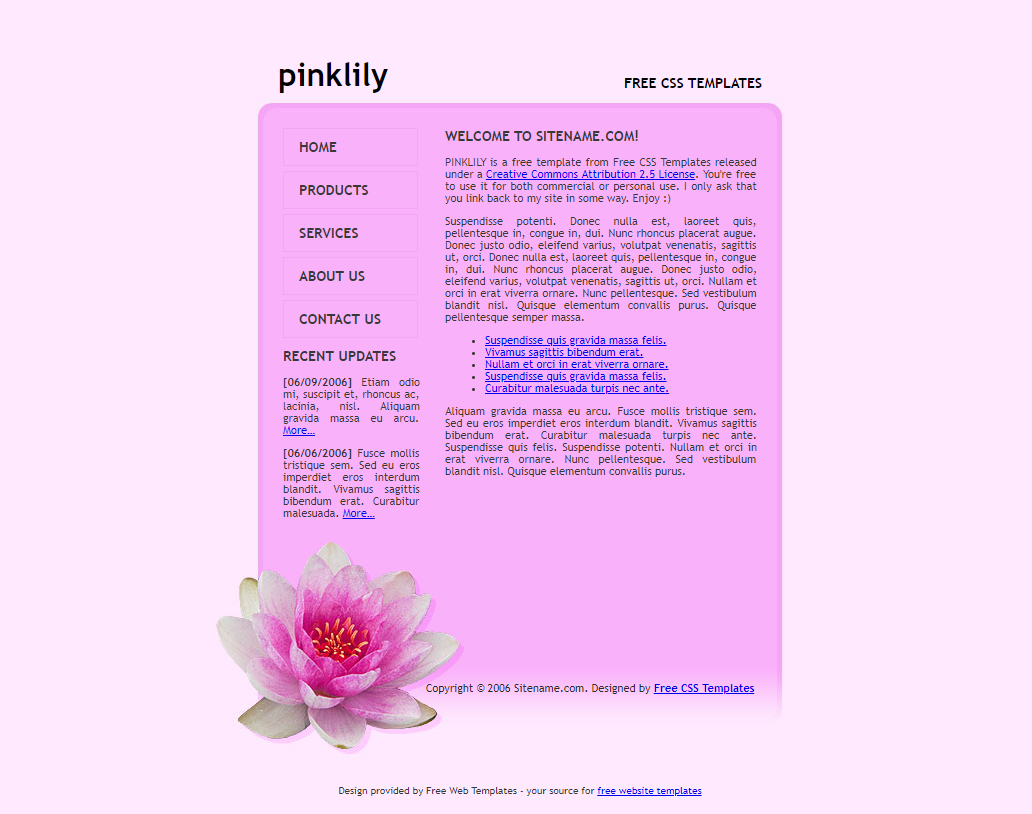 pinklily
FREE CSS TEMPLATES
HOME
PRODUCTS
SERVICES
ABOUT US
CONTACT US
RECENT UPDATES
[06/09/2006] Etiam odio
mi, suscipit et, rhoncus ac,
lacinia, nisl. Aliquam
gravida massa eu arcu.
More...
[06/06/2006] Fusce mollis
tristique sem. Sed eu eros
imperdiet eros interdum
blandit. Vivamus sagittis
bibendum erat. Curabitur
malesuada. More...
WELCOME TO SITENAME.COM!
PINKLILY is a free template from Free CSS Templates released
under a Creative Commons Attribution 2.5 License. You're free
to use it for both commercial or personal use. I only ask that
you link back to my site in some way. Enjoy :)
Suspendisse potenti. Donec nulla est, laoreet quis,
pellentesque in, congue in, dui. Nunc rhoncus placerat augue.
Donec justo odio, eleifend varius, volutpat venenatis, sagittis
ut, orci. Donec nulla est, laoreet quis, pellentesque in, congue
in, dui. Nunc rhoncus placerat augue. Donec justo odio,
eleifend varius, volutpat venenatis, sagittis ut, orci. Nullam et
orci in erat viverra ornare. Nunc pellentesque. Sed vestibulum
blandit nisl. Quisque elementum convallis purus. Quisque
pellentesque semper massa.
• Suspendisse quis gravida massa felis.
• Vivamus sagittis bibendum erat.
• Nullam et orci in erat viverra ornare.
• Suspendisse quis gravida massa felis.
• Curabitur malesuada turpis nec ante.
Aliquam gravida massa eu arcu. Fusce mollis tristique sem.
Sed eu eros imperdiet eros interdum blandit. Vivamus sagittis
bibendum erat. Curabitur malesuada turpis nec ante.
Suspendisse quis felis. Suspendisse potenti. Nullam et orci in
erat viverra ornare. Nunc pellentesque. Sed vestibulum
blandit nisl. Quisque elementum convallis purus.
Copyright © 2006 Sitename.com. Designed by Free CSS Templates
Design provided by Free Web Templates - your source for free website templates